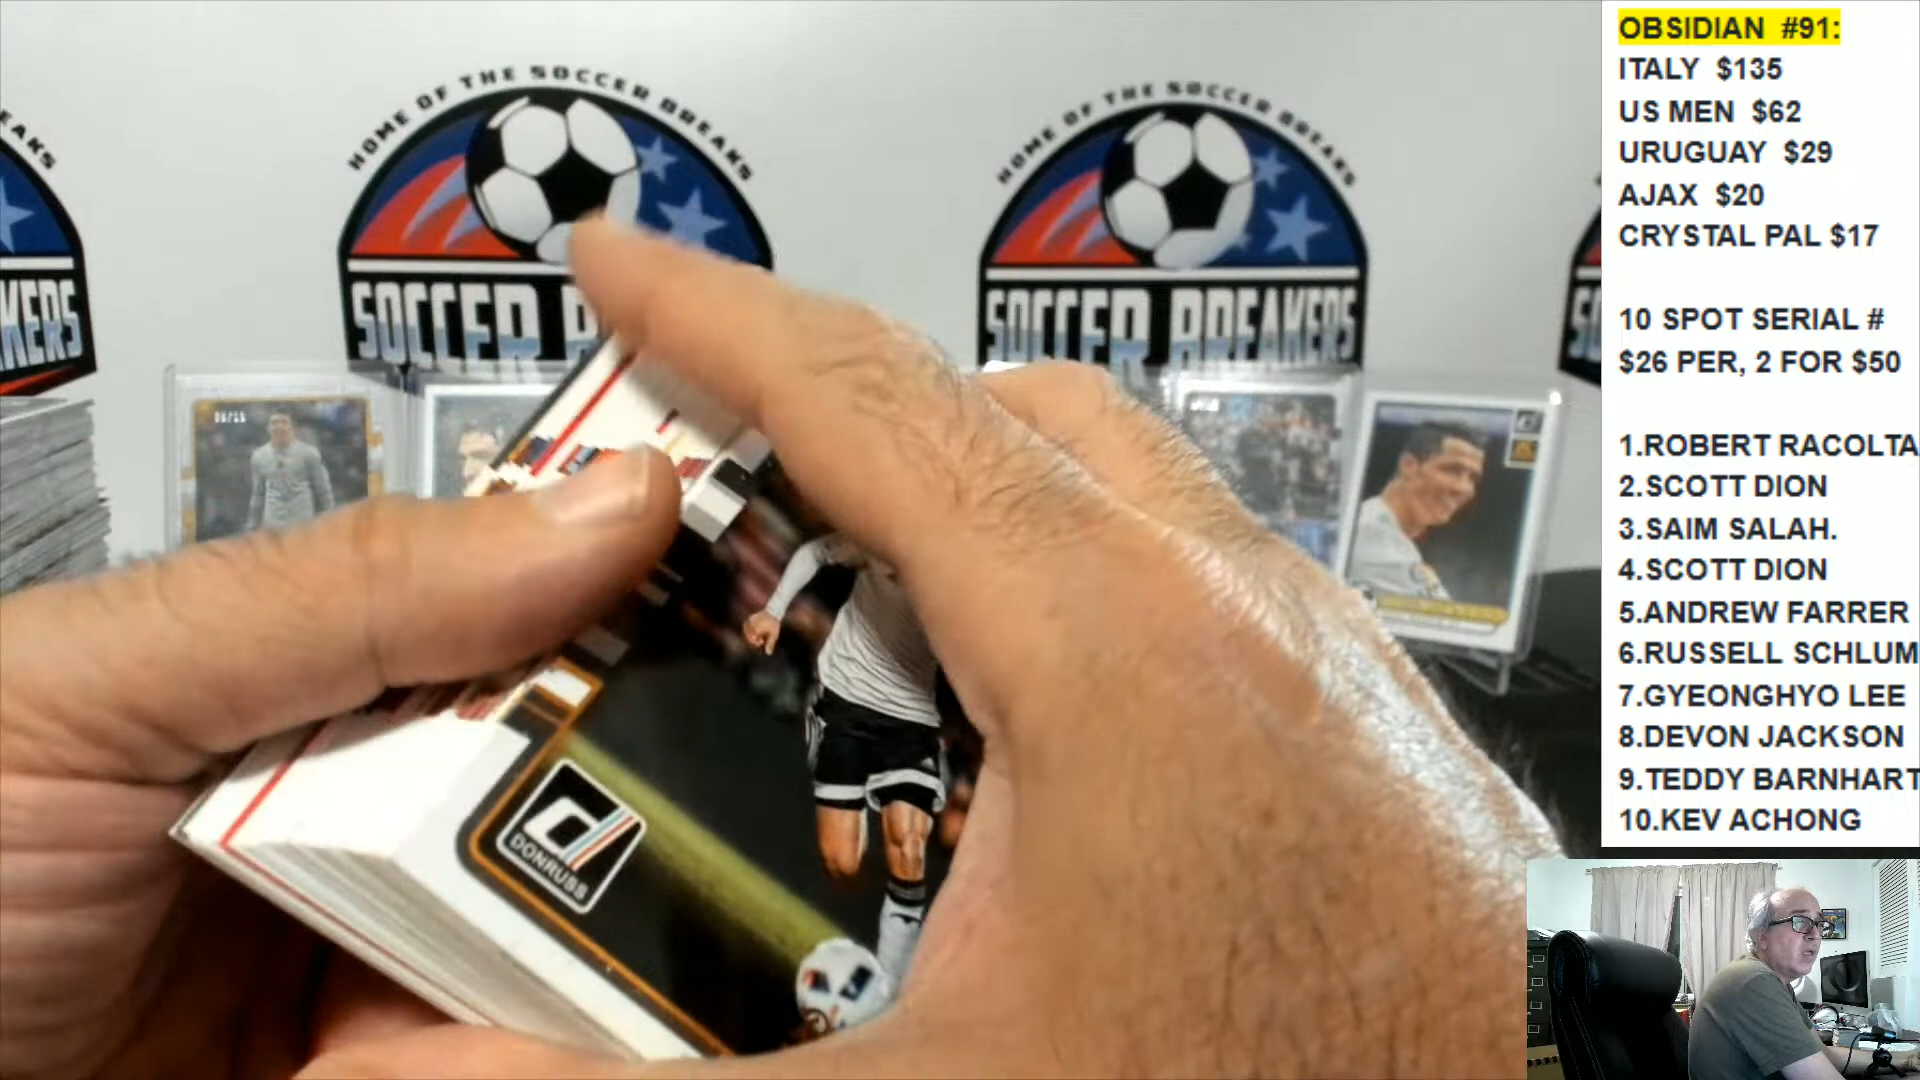 HOME OF THE SOCCER BREAKS
HOME OF THE SOCCER BREAKS
SOCCER
SOCCER BREAKERS
DONRUSS
OBSIDIAN #91:
ITALY $135
US MEN $62
URUGUAY $29
AJAX $20
CRYSTAL PAL $17
10 SPOT SERIAL #
$26 PER, 2 FOR $50
1.ROBERT RACOLTA
2.SCOTT DION
3.SAIM SALAH.
4.SCOTT DION
5.ANDREW FARRER
6.RUSSELL SCHLUM
7.GYEONGHYO LEE
8.DEVON JACKSON
9.TEDDY BARNHART
10.KEV ACHONG